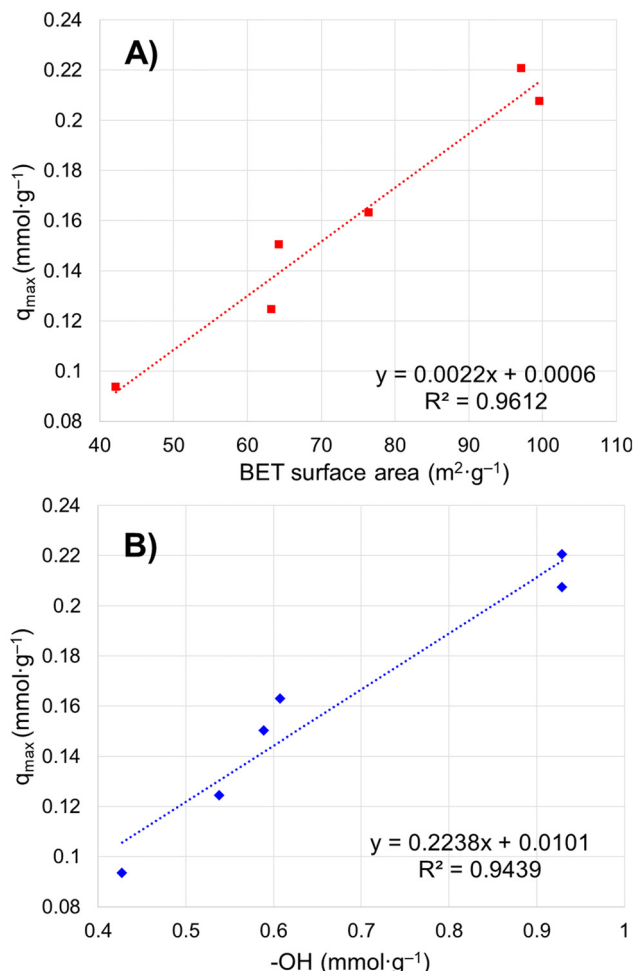 A)
0.24
0.22
0.2
0.18
0.16
0.14
0.12
0.1
0.08
qmax (mmol·g⁻¹)
y = 0.0022x + 0.0006
R² = 0.9612
40 50 60 70 80 90 100 110
BET surface area (m²·g⁻¹)
B)
0.24
0.22
0.2
0.18
0.16
0.14
0.12
0.1
0.08
qmax (mmol·g⁻¹)
y = 0.2238x + 0.0101
R² = 0.9439
0.4 0.5 0.6 0.7 0.8 0.9 1
-OH (mmol·g⁻¹)